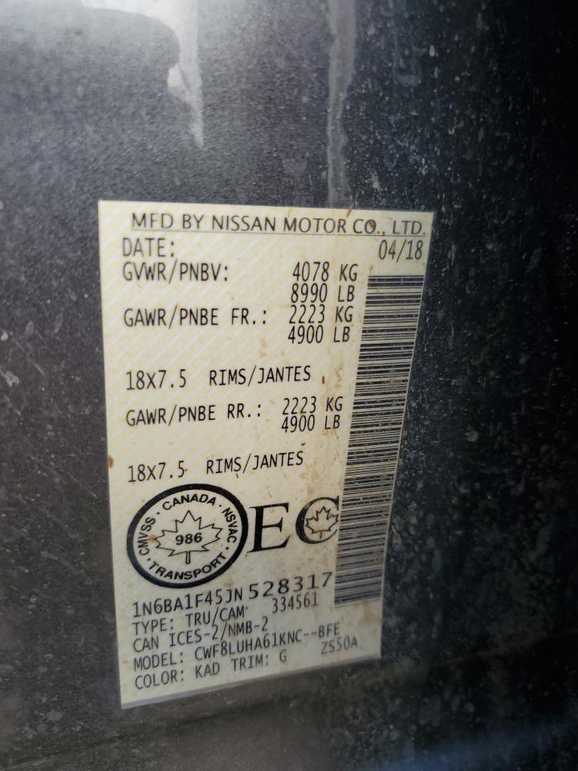 MFD BY NISSAN MOTOR CO., LTD.
DATE: 04/18
GVWR/PNBV: 4078 KG
8990 LB
GAWR/PNBE FR.: 2223 KG
4900 LB
18X7.5 RIMS/JANTES
GAWR/PNBE RR.: 2223 KG
4900 LB
18X7.5 RIMS/JANTES
CMVSS · CANADA · NSVAC · TRANSPORT ·
986
EC
1N6BA1F45JN528317
TYPE: TRU/CAM 334561
CAN ICES-2/NMB-2
MODEL: CWF8LUHA61KNC--BFE
COLOR: KAD TRIM: G ZS50A